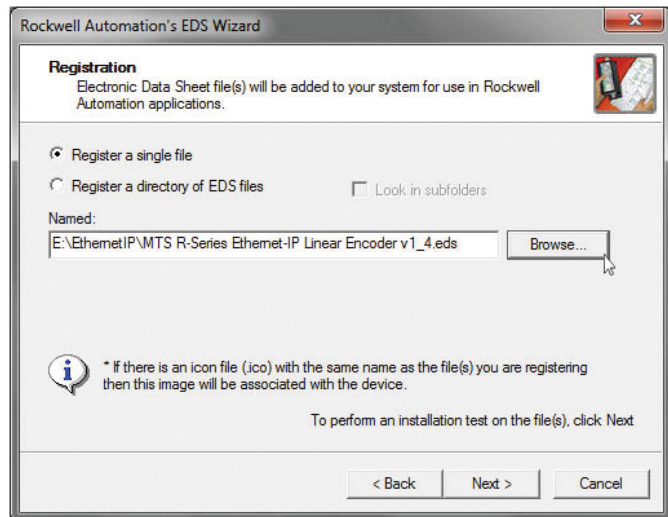 Rockwell Automation's EDS Wizard
Registration
Electronic Data Sheet file(s) will be added to your system for use in Rockwell
Automation applications.
Register a single file
Register a directory of EDS files
Look in subfolders
Named:
E:\EthernetIP\MTS R-Series Ethernet-IP Linear Encoder v1_4.eds
Browse...
* If there is an icon file (.ico) with the same name as the file(s) you are registering
then this image will be associated with the device.
To perform an installation test on the file(s), click Next
< Back
Next >
Cancel